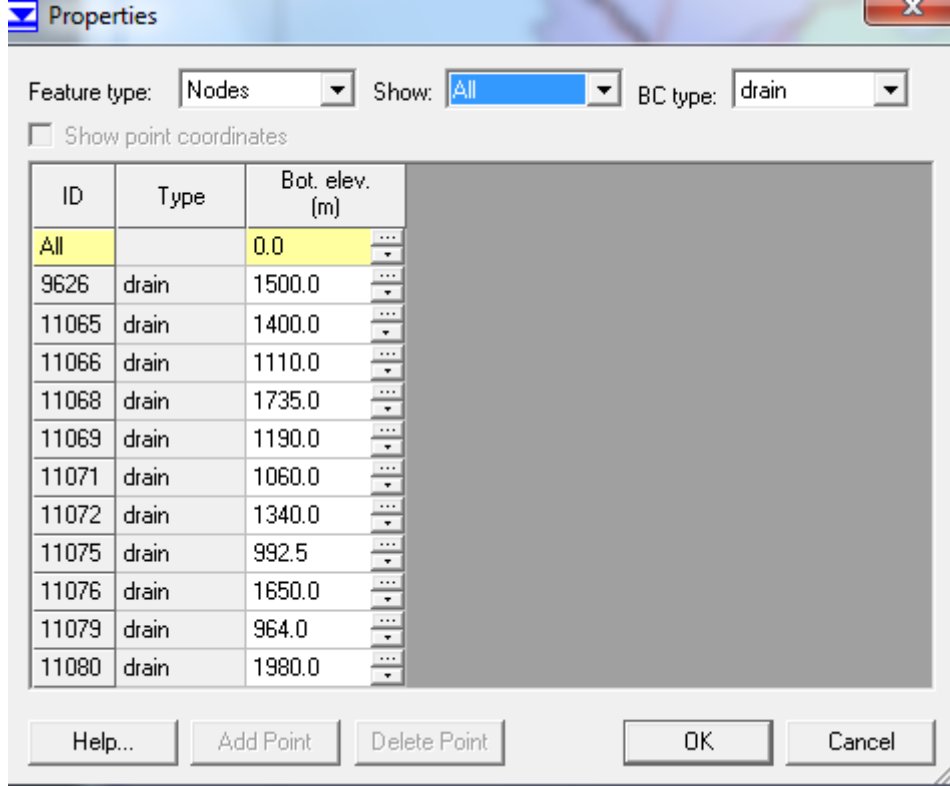 Properties
Feature type: Nodes Show: All BC type: drain
Show point coordinates
ID Type Bot. elev. (m)
All 0.0
9626 drain 1500.0
11065 drain 1400.0
11066 drain 1110.0
11068 drain 1735.0
11069 drain 1190.0
11071 drain 1060.0
11072 drain 1340.0
11075 drain 992.5
11076 drain 1650.0
11079 drain 964.0
11080 drain 1980.0
Help... Add Point Delete Point OK Cancel